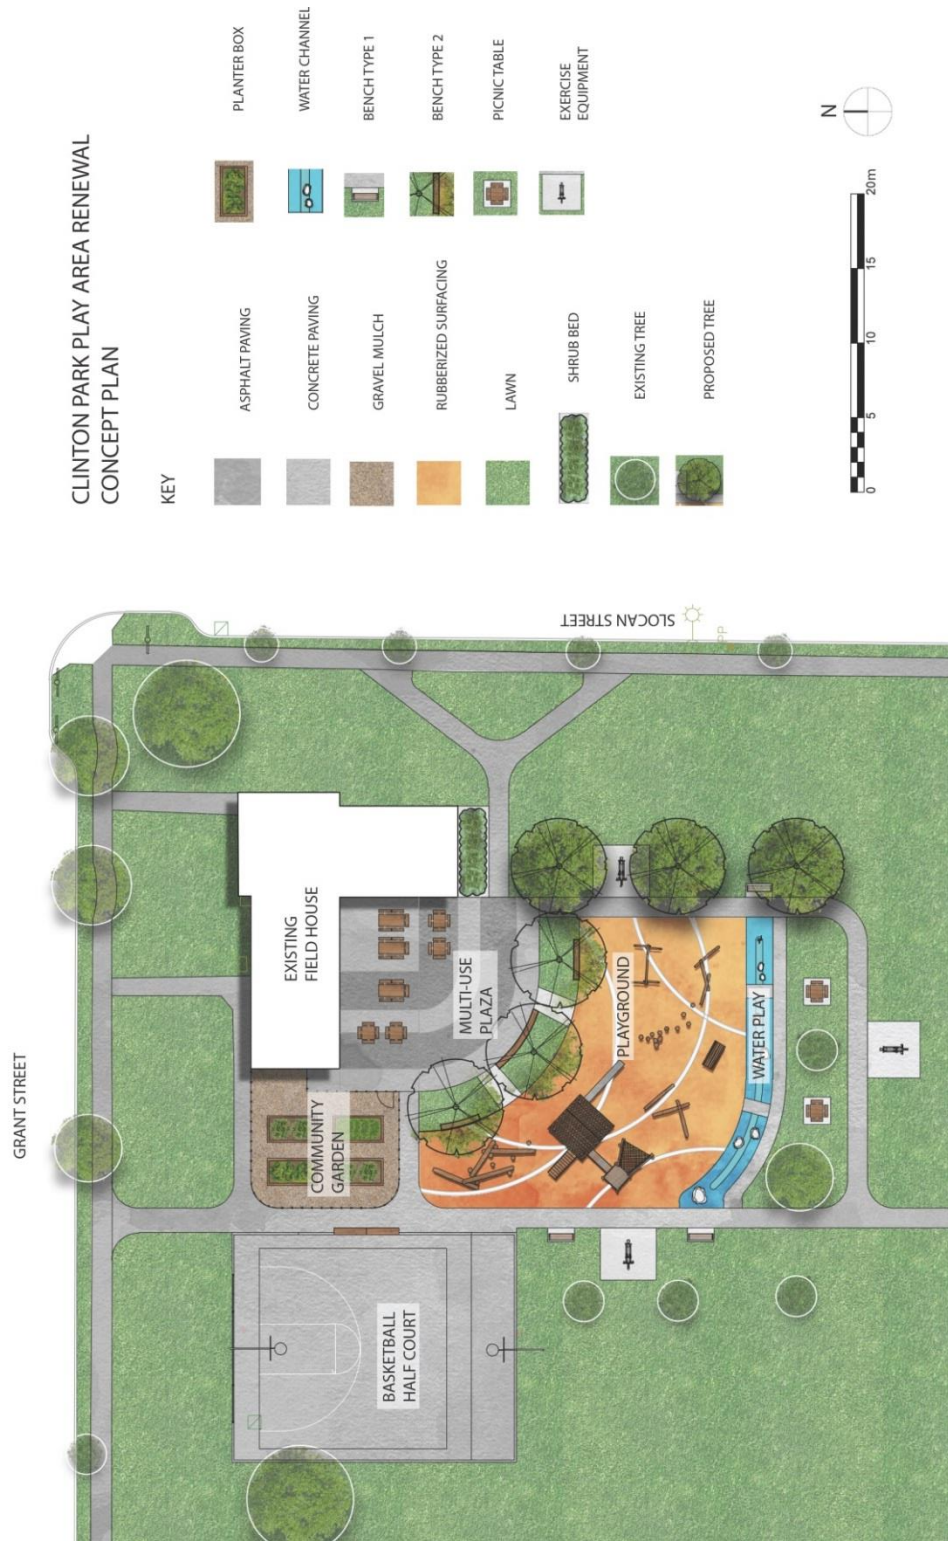 CLINTON PARK PLAY AREA RENEWAL
CONCEPT PLAN
KEY
ASPHALT PAVING
CONCRETE PAVING
GRAVEL MULCH
RUBBERIZED SURFACING
LAWN
SHRUB BED
EXISTING TREE
PROPOSED TREE
PLANTER BOX
WATER CHANNEL
BENCH TYPE 1
BENCH TYPE 2
PICNIC TABLE
EXERCISE
EQUIPMENT
N
0 5 10 15 20m
GRANT STREET
SLOCAN STREET
PP
EXISTING
FIELD HOUSE
MULTI-USE
PLAZA
COMMUNITY
GARDEN
PLAYGROUND
WATER PLAY
BASKETBALL
HALF COURT